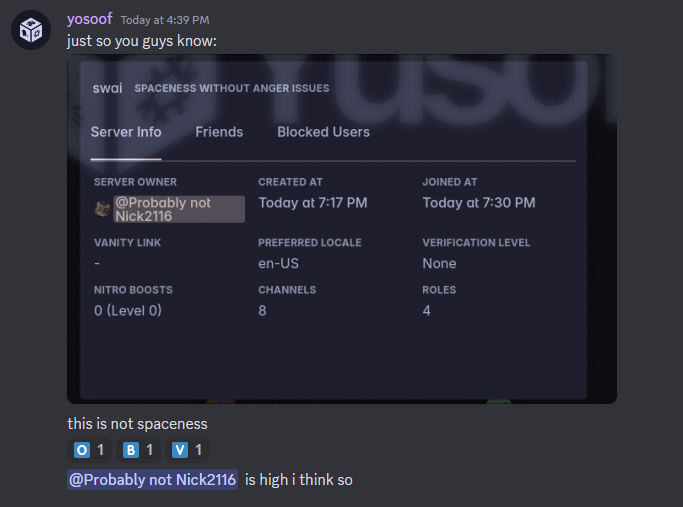 yosoof Today at 4:39 PM
just so you guys know:
Yusof
swai SPACENESS WITHOUT ANGER ISSUES
Server Info Friends Blocked Users
SERVER OWNER CREATED AT JOINED AT
@Probably not Nick2116 Today at 7:17 PM Today at 7:30 PM
VANITY LINK PREFERRED LOCALE VERIFICATION LEVEL
- en-US None
NITRO BOOSTS CHANNELS ROLES
0 (Level 0) 8 4
this is not spaceness
O 1 B 1 V 1
@Probably not Nick2116 is high i think so